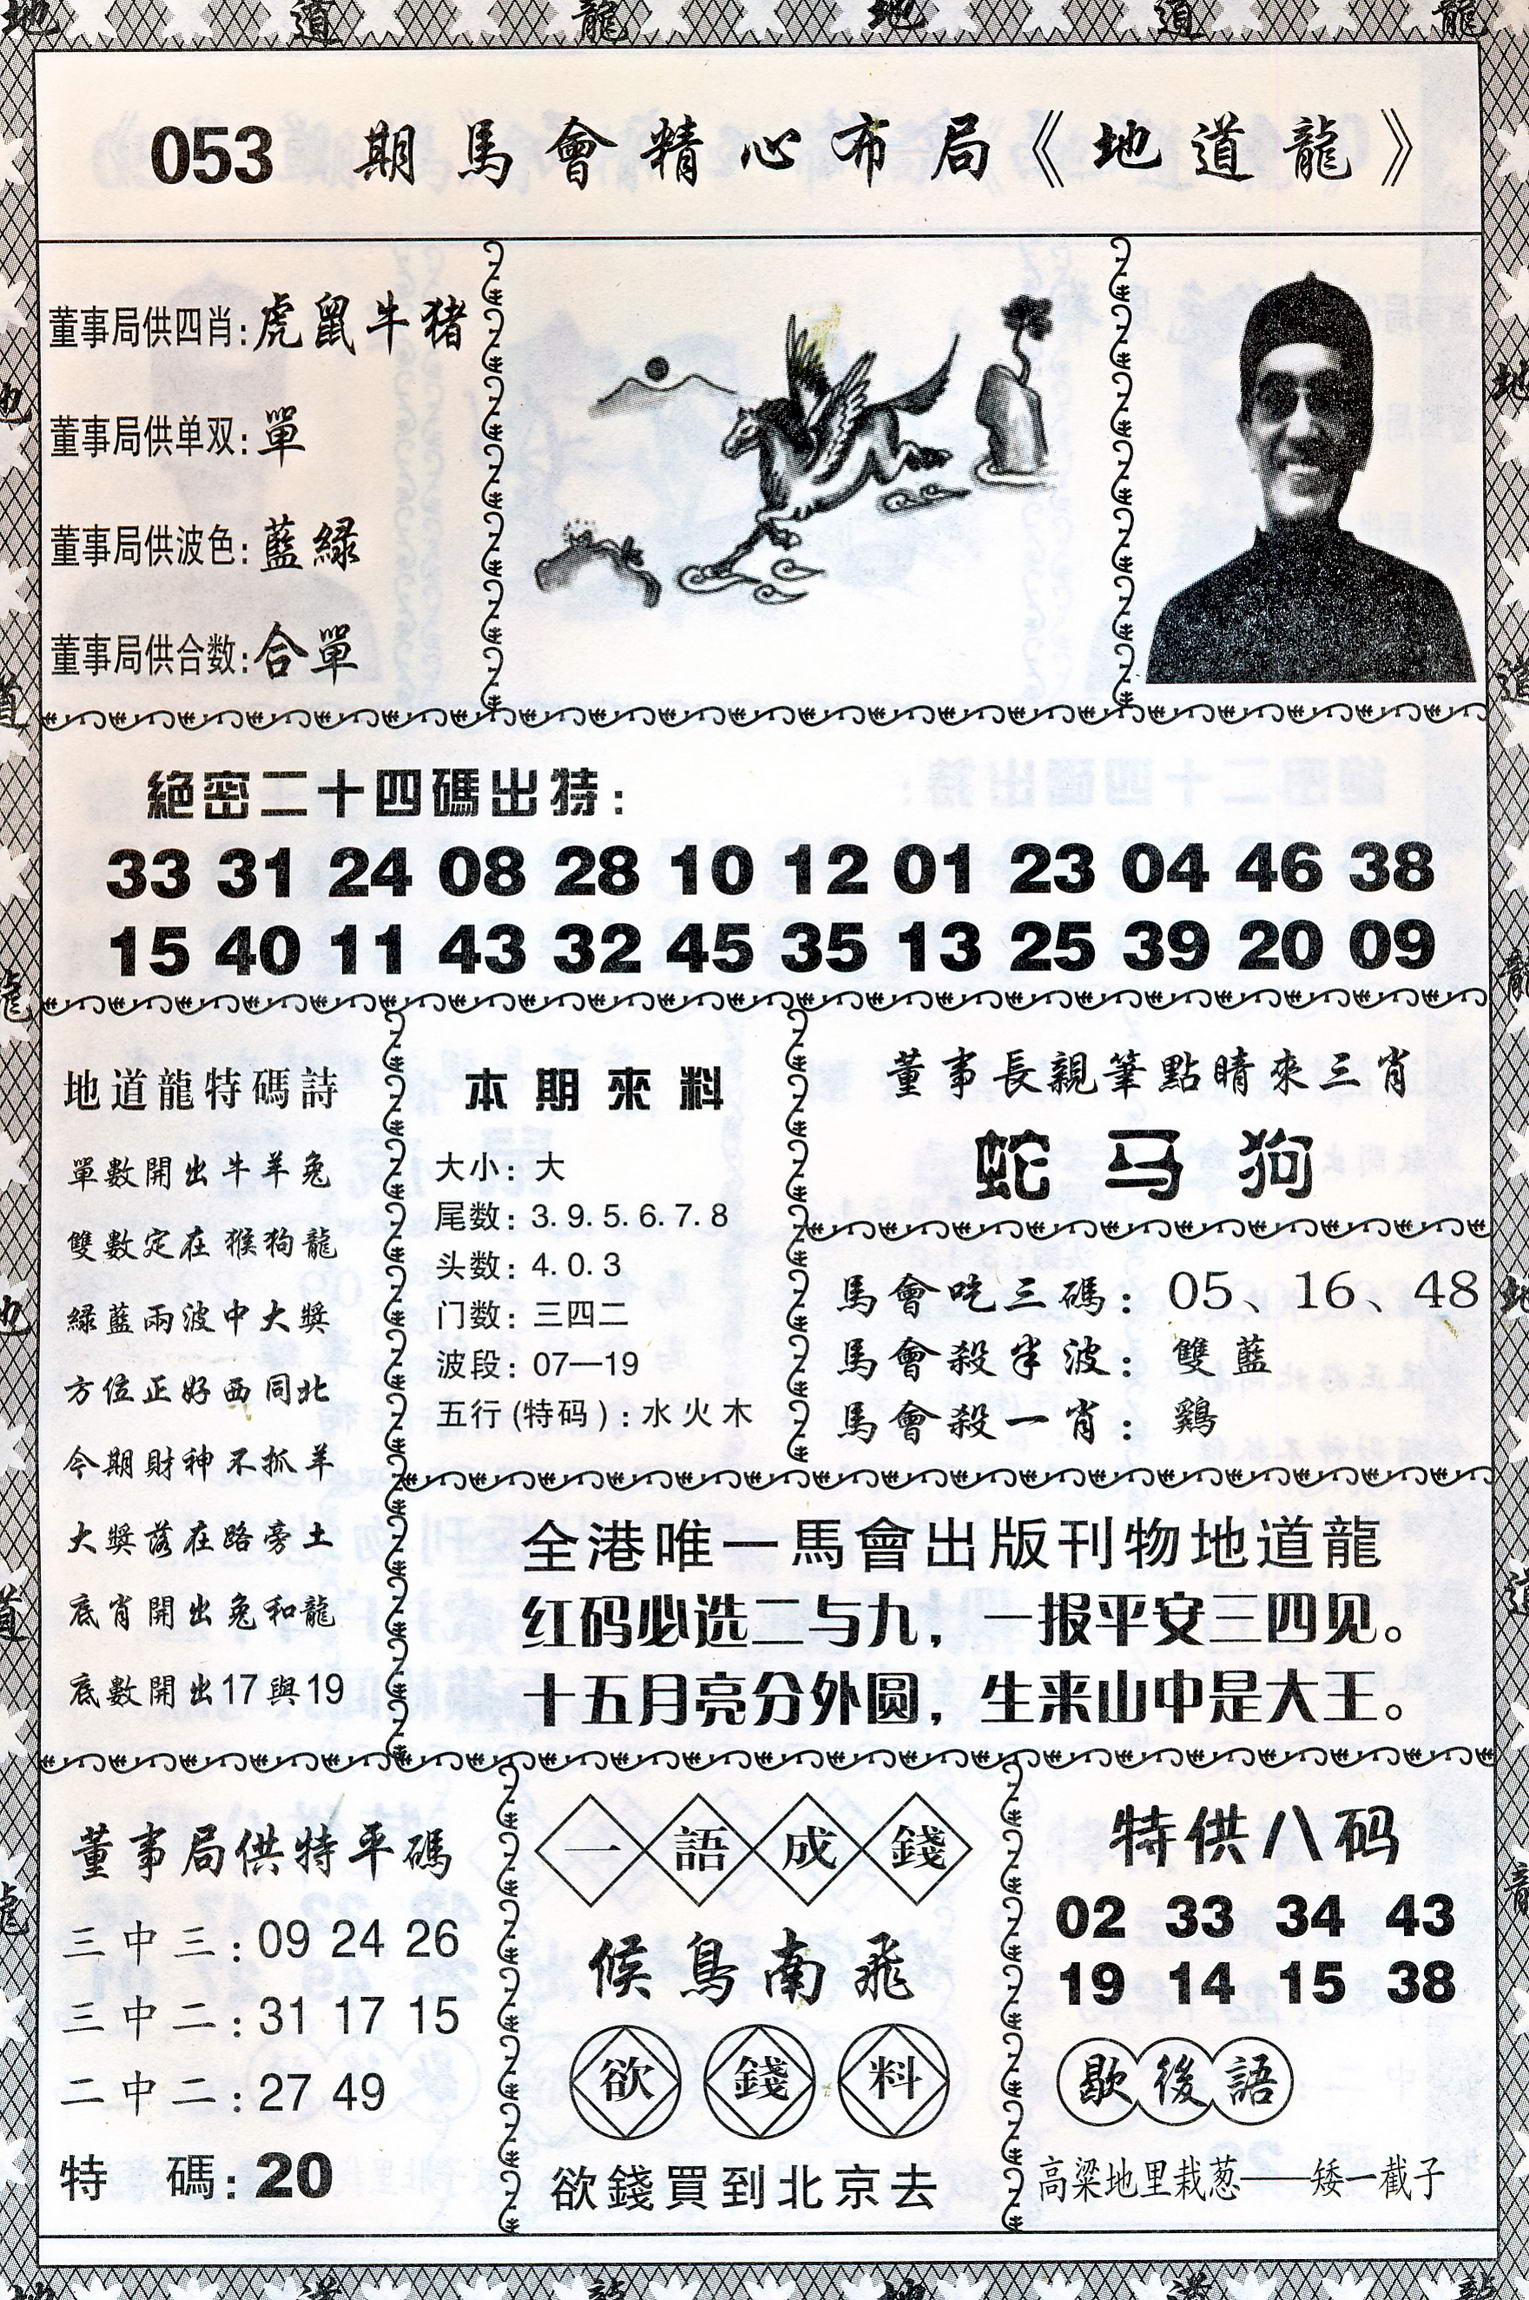 053 期馬會精心布局《地道龍》
董事局供四肖:虎鼠牛猪
董事局供单双:單
董事局供波色:藍緑
董事局供合数:合單
絕密二十四碼出特:
33 31 24 08 28 10 12 01 23 04 46 38
15 40 11 43 32 45 35 13 25 39 20 09
地道龍特碼詩
單數開出牛羊兔
雙數定在猴狗龍
緑藍兩波中大獎
方位正好西同北
今期財神不抓羊
大獎落在路旁土
底肖開出兔和龍
底數開出17與19
本期來料
大小: 大
尾数: 3.9.5.6.7.8
头数: 4.0.3
门数: 三四二
波段: 07—19
五行(特码): 水火木
董事長親筆點睛來三肖
蛇马狗
馬會吃三碼: 05、16、48
馬會殺半波: 雙藍
馬會殺一肖: 鷄
全港唯一馬會出版刊物地道龍
红码必选二与九，一报平安三四见。
十五月亮分外圆，生来山中是大王。
董事局供特平碼
三中三: 09 24 26
三中二: 31 17 15
二中二: 27 49
特碼: 20
一語成錢
候鳥南飛
欲錢料
欲錢買到北京去
特供八码
02 33 34 43
19 14 15 38
歇後語
高粱地里栽葱——矮一截子